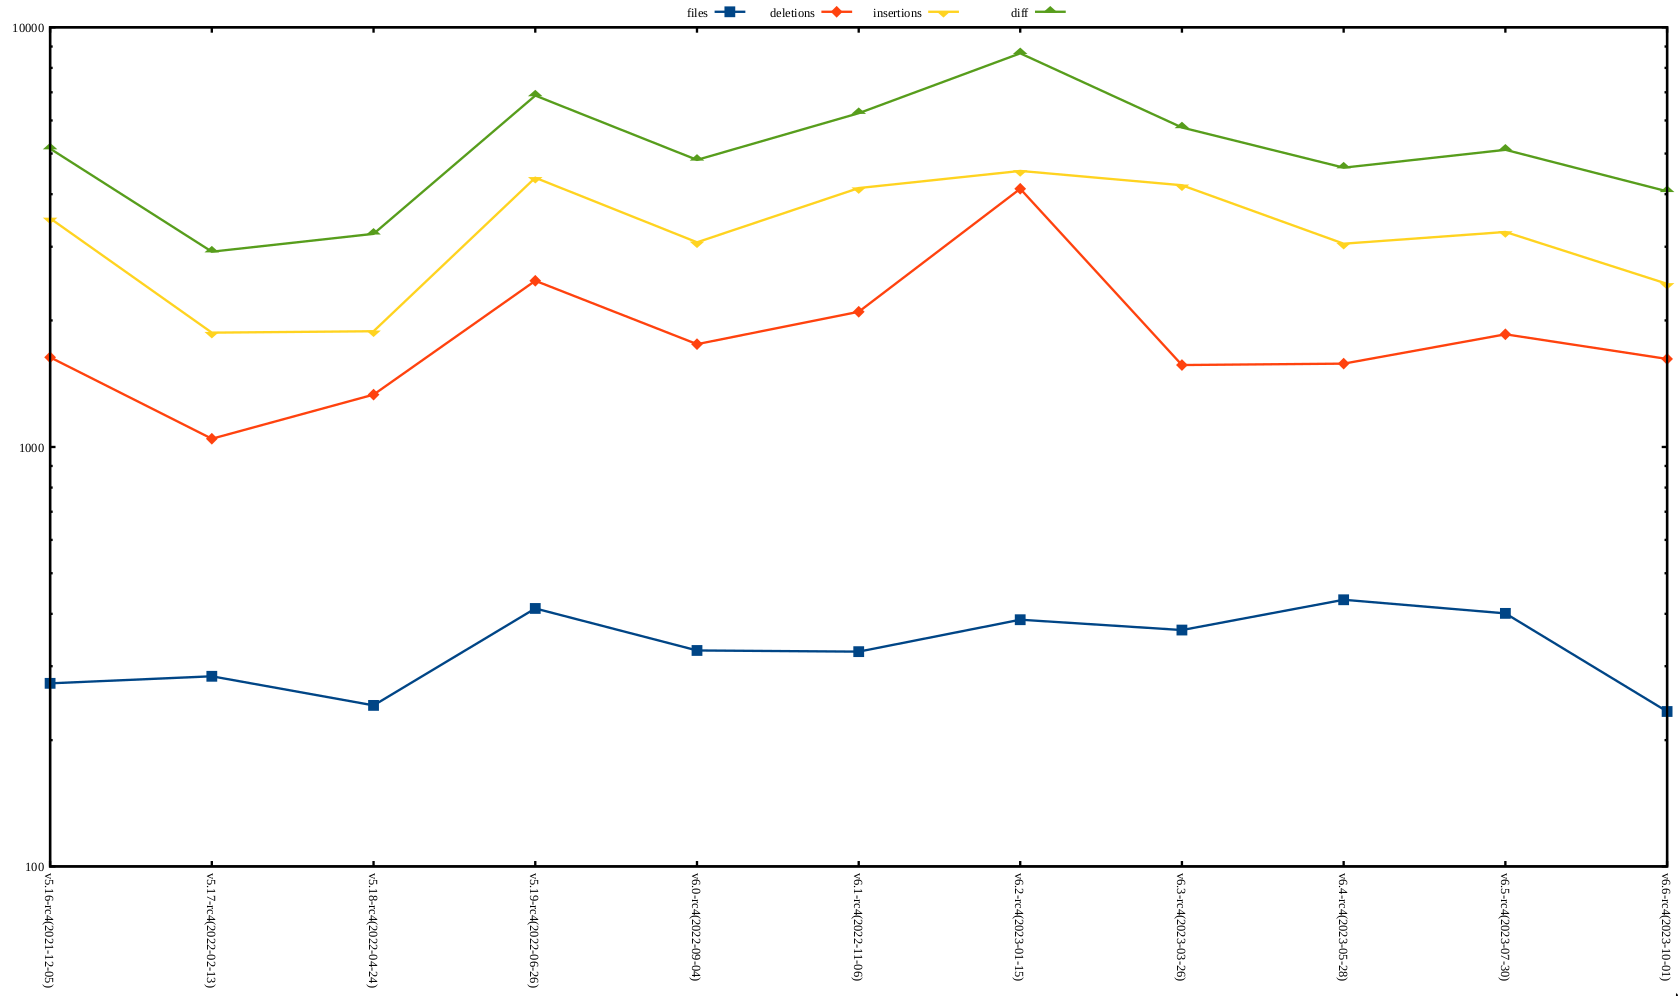 files deletions insertions diff
10000
1000
100
v5.16-rc4(2021-12-05)
v5.17-rc4(2022-02-13)
v5.18-rc4(2022-04-24)
v5.19-rc4(2022-06-26)
v6.0-rc4(2022-09-04)
v6.1-rc4(2022-11-06)
v6.2-rc4(2023-01-15)
v6.3-rc4(2023-03-26)
v6.4-rc4(2023-05-28)
v6.5-rc4(2023-07-30)
v6.6-rc4(2023-10-01)